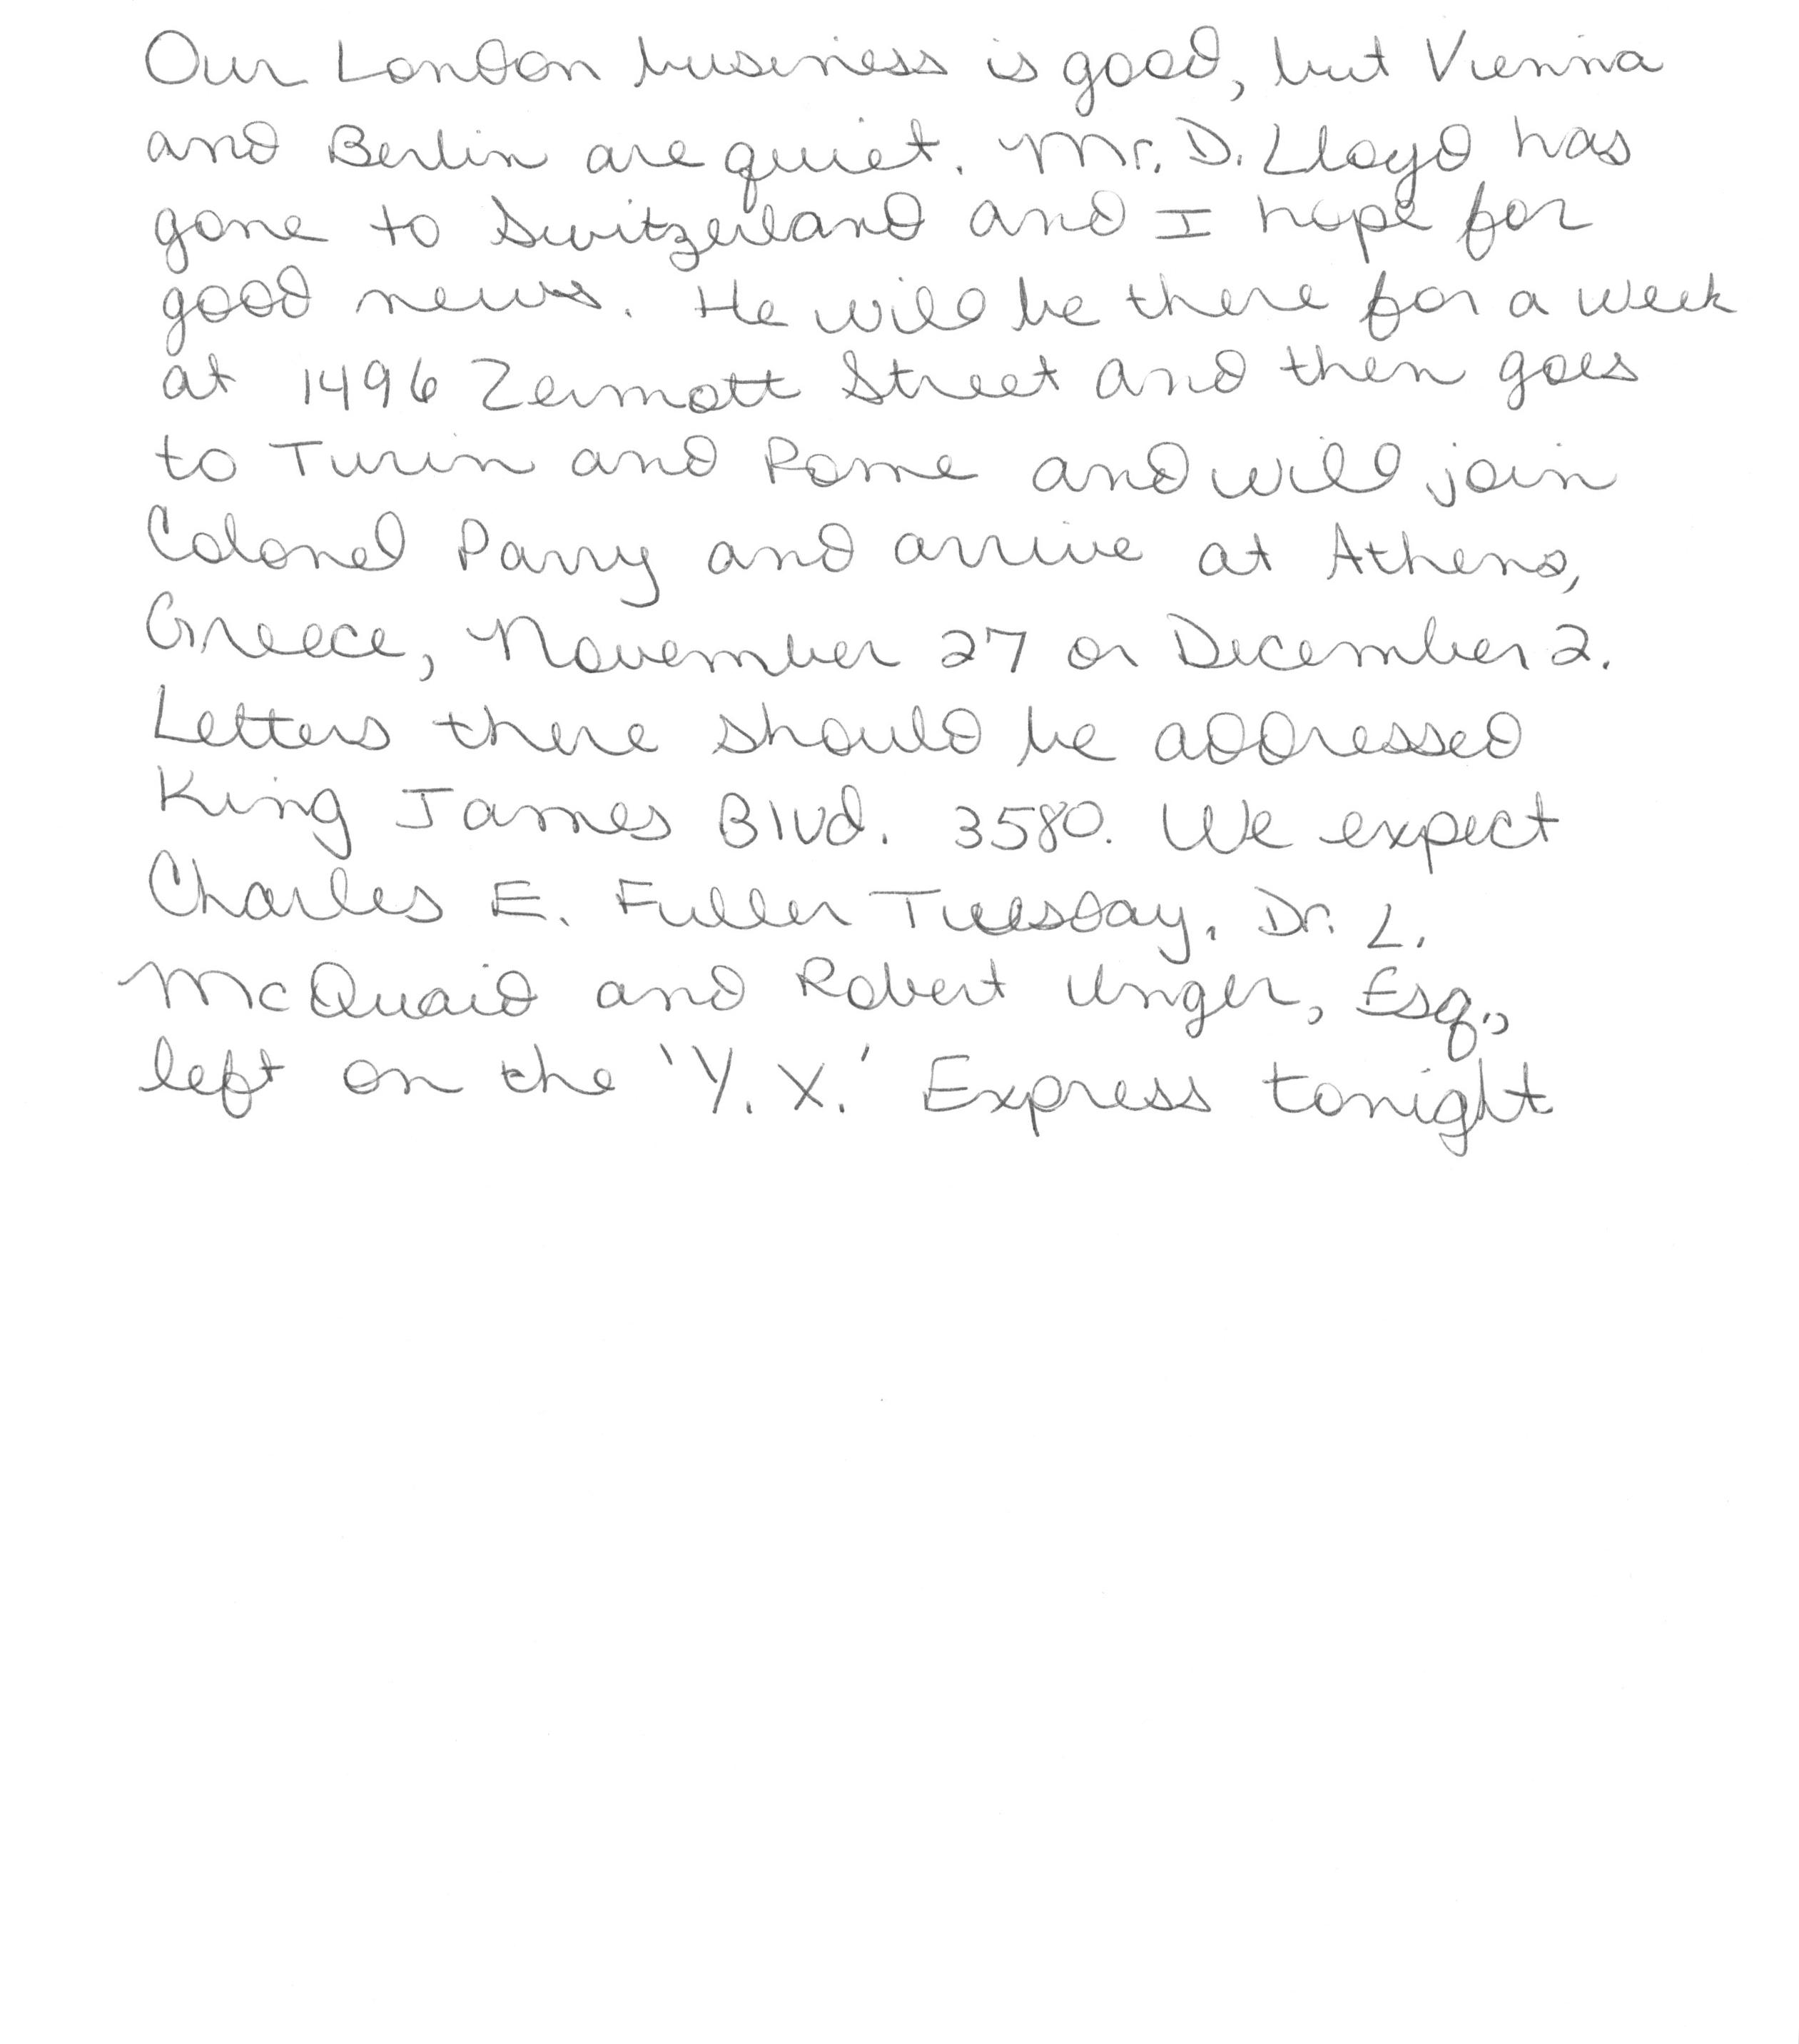 Our London business is good, but Vienna
and Berlin are quiet. Mr. D. Lloyd has
gone to Switzerland and I hope for
good news. He will be there for a week
at 1496 Zermott Street and then goes
to Turin and Rome and will join
Colonel Parry and arrive at Athens,
Greece, November 27 or December 2.
Letters there should be addressed
King James Blvd. 3580. We expect
Charles E. Fuller Tuesday. Dr. L.
McQuaid and Robert Unger, Esq.,
left on the 'Y. X.' Express tonight